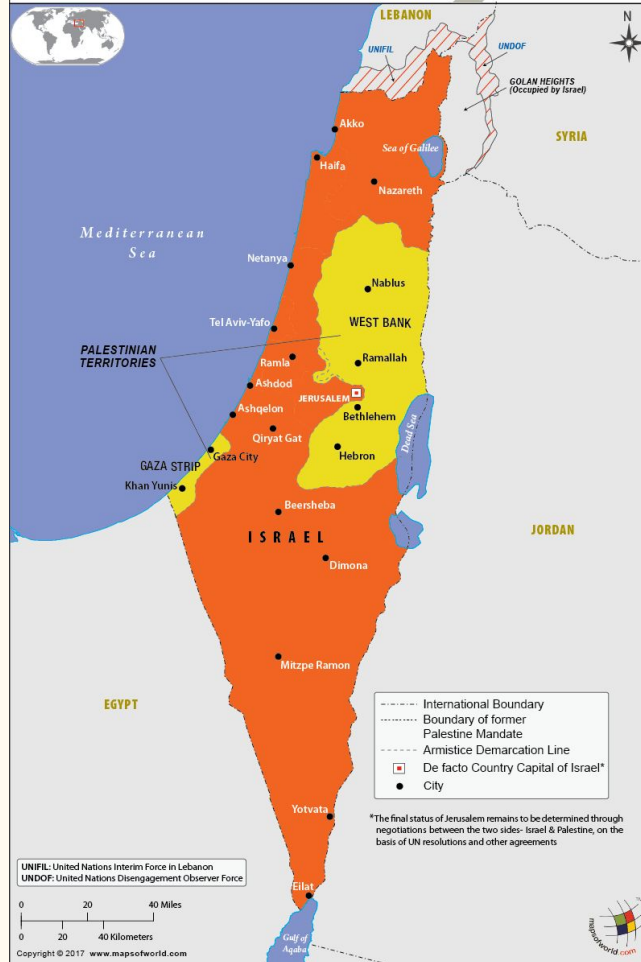 LEBANON
N
UNIFIL
UNDOF
GOLAN HEIGHTS
(Occupied by Israel)
SYRIA
Akko
Sea of Galilee
Haifa
Nazareth
Mediterranean
Sea
Netanya
Nablus
Tel Aviv-Yafo
WEST BANK
PALESTINIAN
TERRITORIES
Ramla
Ramallah
Ashdod
JERUSALEM
Bethlehem
Ashqelon
Qiryat Gat
Dead Sea
Gaza City
Hebron
GAZA STRIP
Khan Yunis
Beersheba
ISRAEL
JORDAN
Dimona
Mitzpe Ramon
EGYPT
International Boundary
Boundary of former
Palestine Mandate
Armistice Demarcation Line
De facto Country Capital of Israel*
City
Yotvata
*The final status of Jerusalem remains to be determined through
negotiations between the two sides- Israel & Palestine, on the
basis of UN resolutions and other agreements
UNIFIL: United Nations Interim Force in Lebanon
UNDOF: United Nations Disengagement Observer Force
Eilat
0 20 40 Miles
0 20 40 Kilometers
Gulf of
Aqaba
Copyright © 2017 www.mapsofworld.com
mapsofworld.com